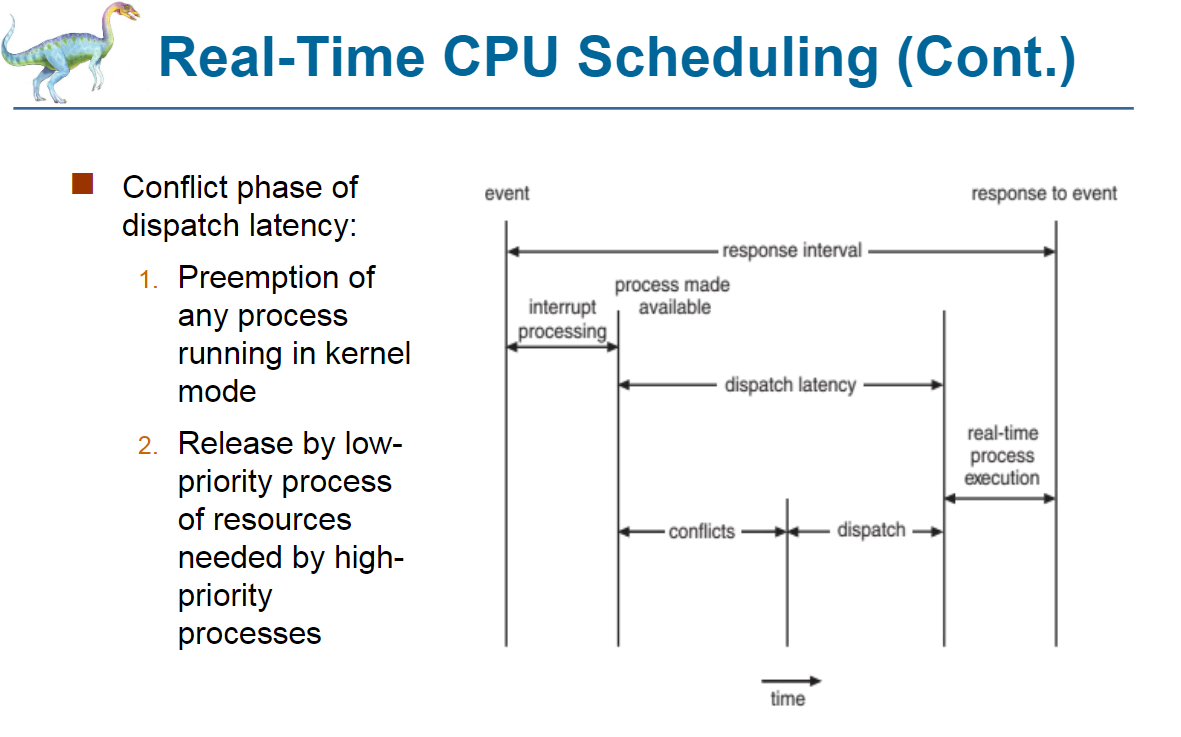 Real-Time CPU Scheduling (Cont.)
Conflict phase of
dispatch latency:
1. Preemption of
any process
running in kernel
mode
2. Release by low-
priority process
of resources
needed by high-
priority
processes
event
response to event
response interval
process made
available
interrupt
processing
dispatch latency
real-time
process
execution
conflicts
dispatch
time